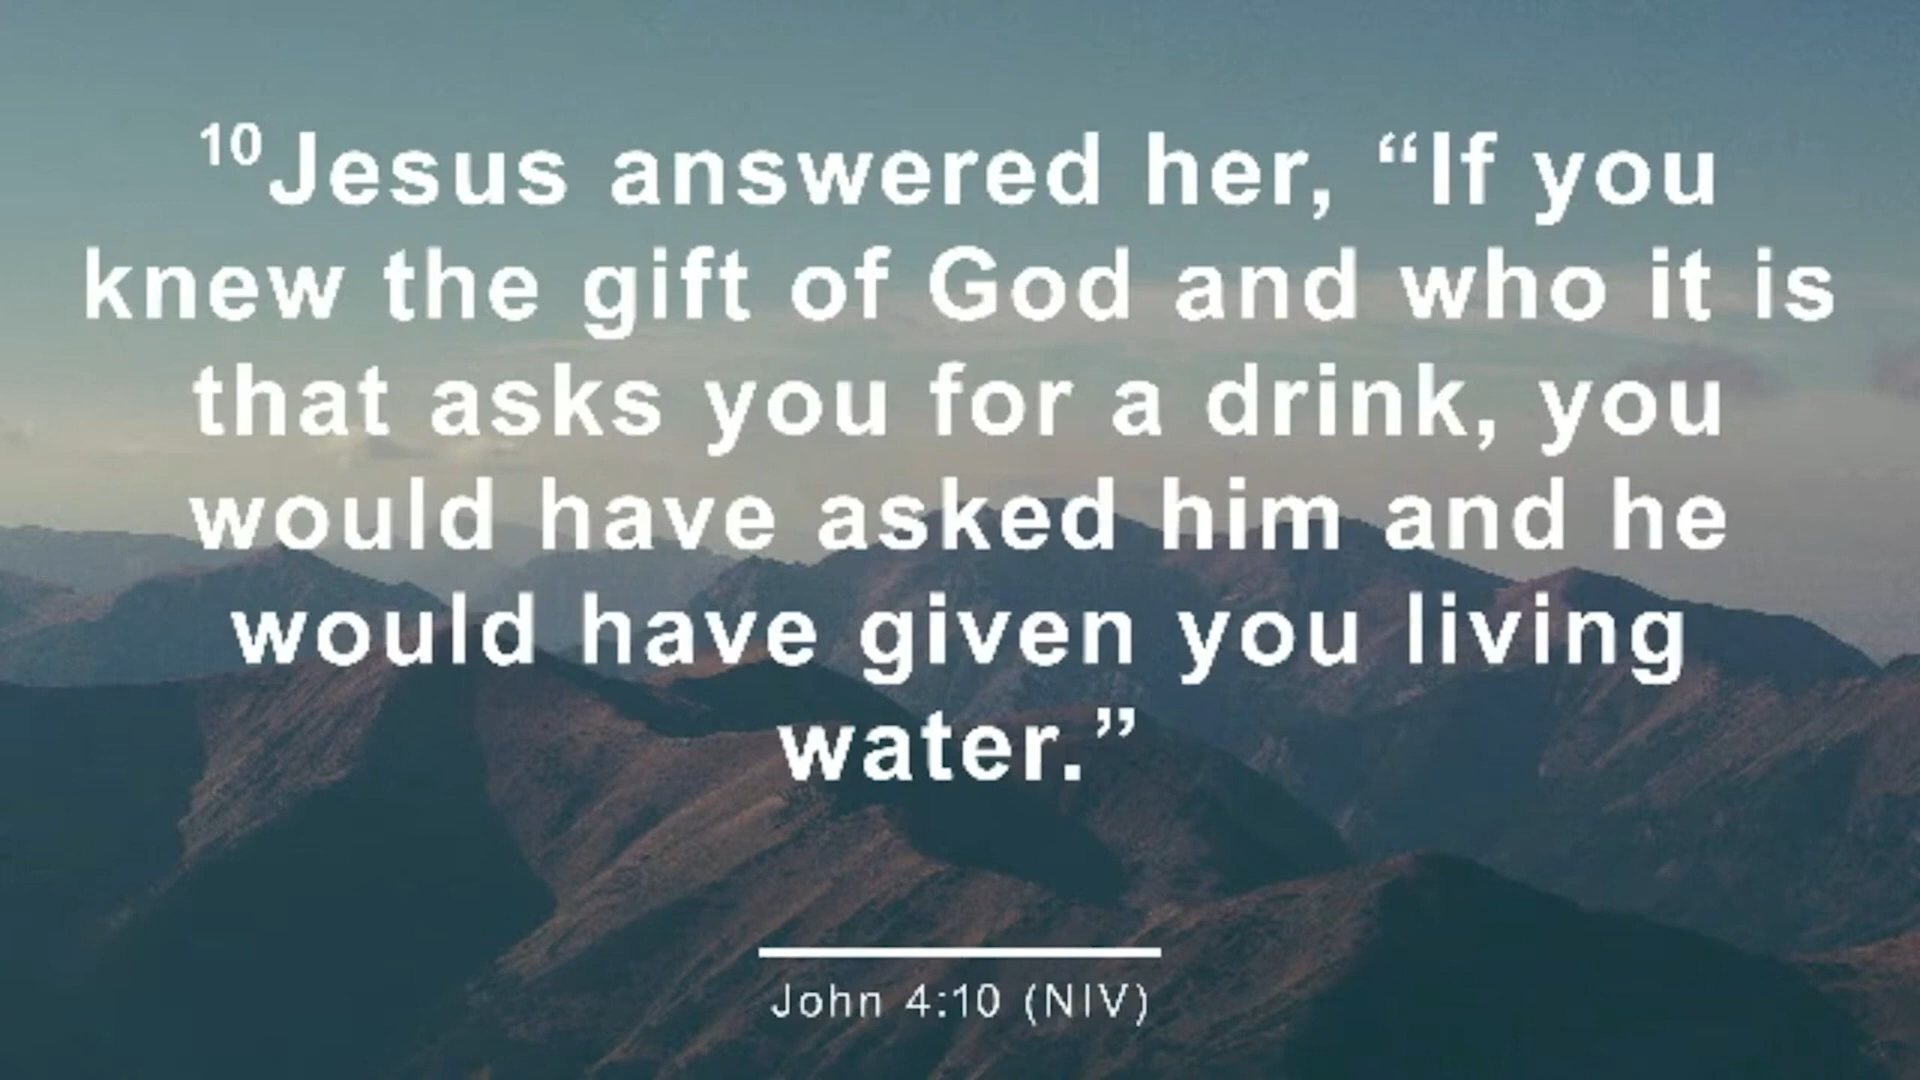 ¹⁰Jesus answered her, “If you
knew the gift of God and who it is
that asks you for a drink, you
would have asked him and he
would have given you living
water.”
John 4:10 (NIV)